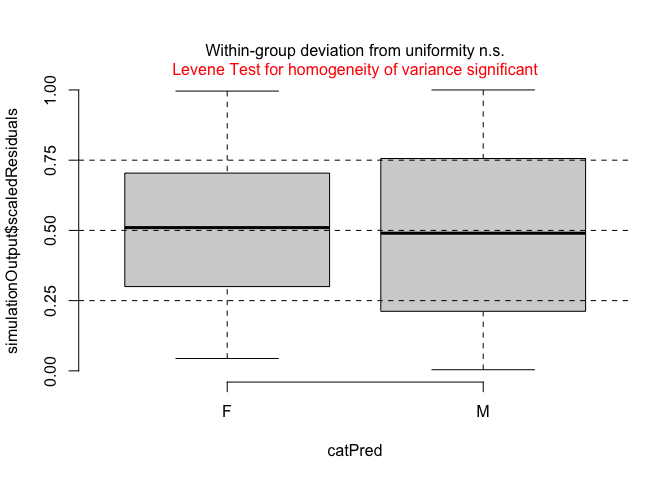 Within-group deviation from uniformity n.s.
Levene Test for homogeneity of variance significant
simulationOutput$scaledResiduals
1.00
0.75
0.50
0.25
0.00
F
M
catPred